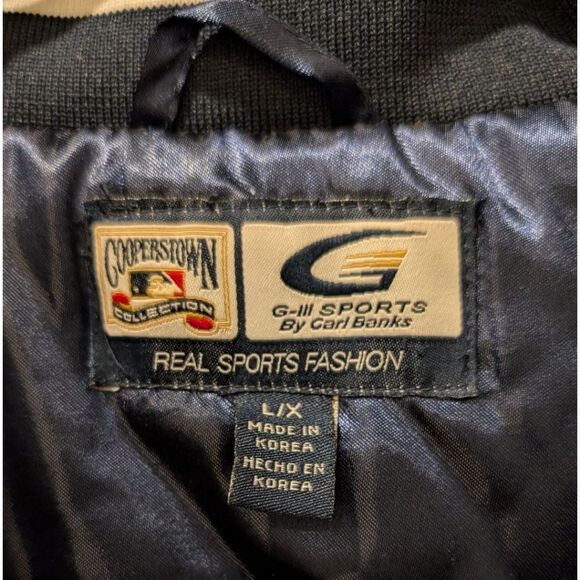 COOPERSTOWN
COLLECTION
G-III SPORTS
By Carl Banks
REAL SPORTS FASHION
L/X
MADE IN
KOREA
HECHO EN
KOREA